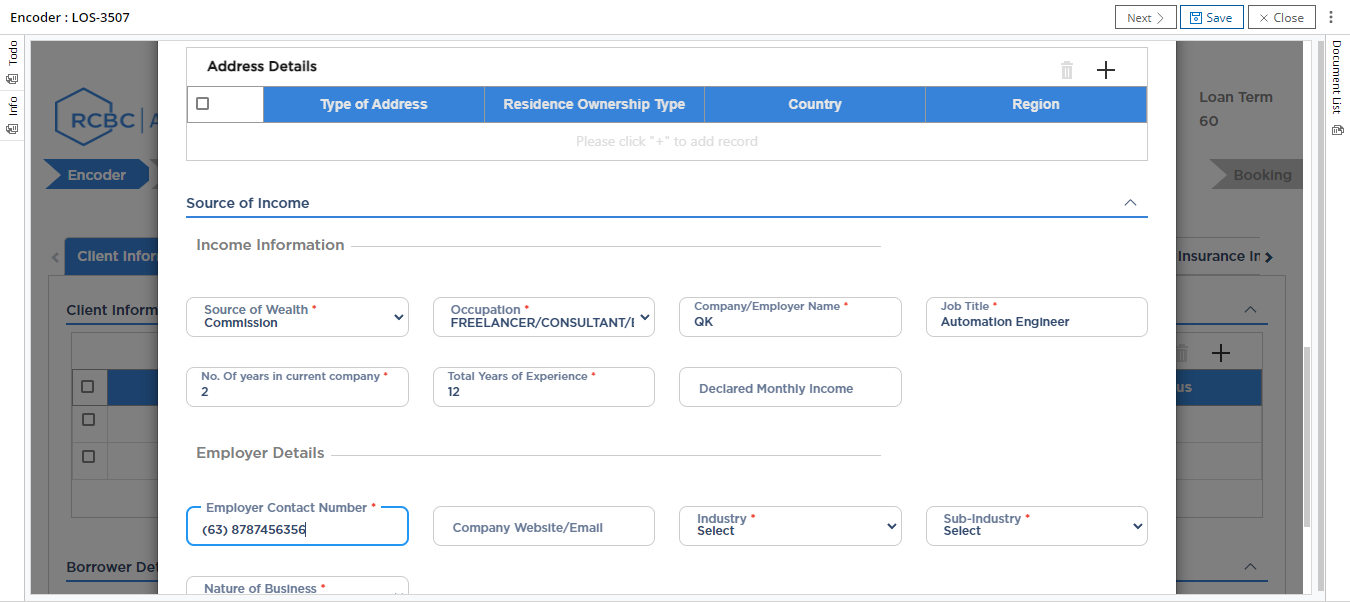 Encoder : LOS-3507
Next
Save
Close
Todo
Info
Document List
RCBC
Loan Term
60
Encoder
Booking
Client Inform
Insurance In
Client Inform
us
Borrower Det
Address Details
Type of Address
Residence Ownership Type
Country
Region
Please click "+" to add record
Source of Income
Income Information
Source of Wealth *
Commission
Occupation *
FREELANCER/CONSULTANT/
Company/Employer Name *
QK
Job Title *
Automation Engineer
No. Of years in current company *
2
Total Years of Experience *
12
Declared Monthly Income
Employer Details
Employer Contact Number *
(63) 8787456356
Company Website/Email
Industry *
Select
Sub-Industry *
Select
Nature of Business *